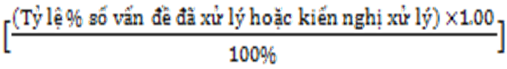 [(Tỷ lệ % số vấn đề đã xử lý hoặc kiến nghị xử lý) ×1.00
100%]